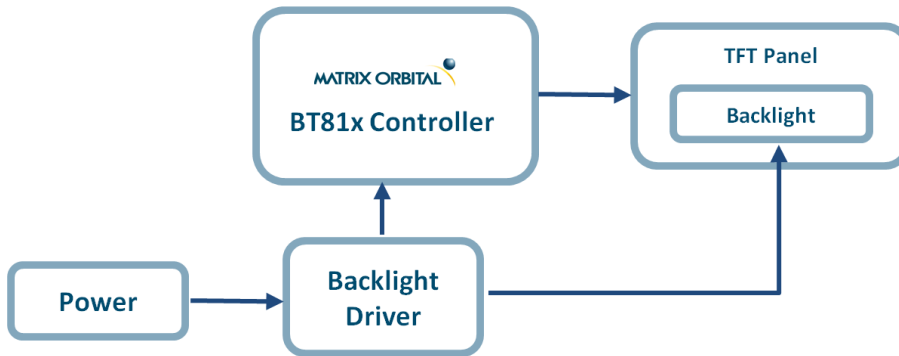 MATRIX ORBITAL
BT81x Controller
TFT Panel
Backlight
Power
Backlight
Driver